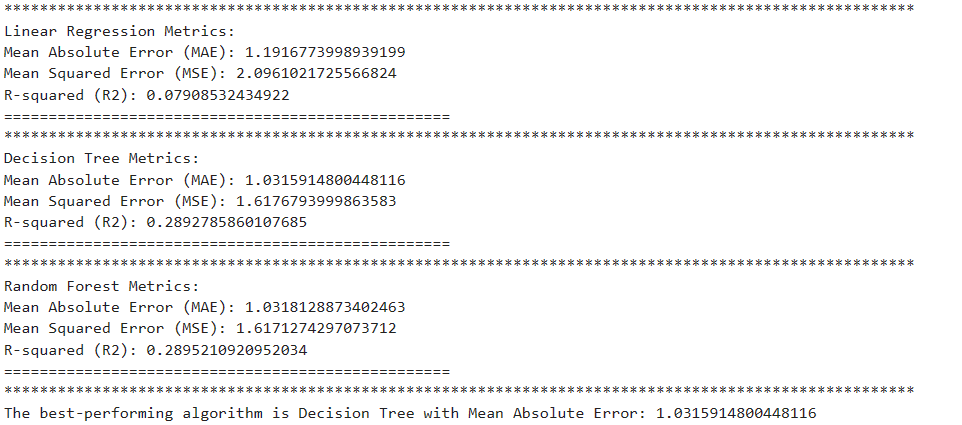 ******************************************************************************************************
Linear Regression Metrics:
Mean Absolute Error (MAE): 1.1916773998939199
Mean Squared Error (MSE): 2.0961021725566824
R-squared (R2): 0.07908532434922
==================================================
******************************************************************************************************
Decision Tree Metrics:
Mean Absolute Error (MAE): 1.0315914800448116
Mean Squared Error (MSE): 1.6176793999863583
R-squared (R2): 0.2892785860107685
==================================================
******************************************************************************************************
Random Forest Metrics:
Mean Absolute Error (MAE): 1.0318128873402463
Mean Squared Error (MSE): 1.6171274297073712
R-squared (R2): 0.2895210920952034
==================================================
******************************************************************************************************
The best-performing algorithm is Decision Tree with Mean Absolute Error: 1.0315914800448116